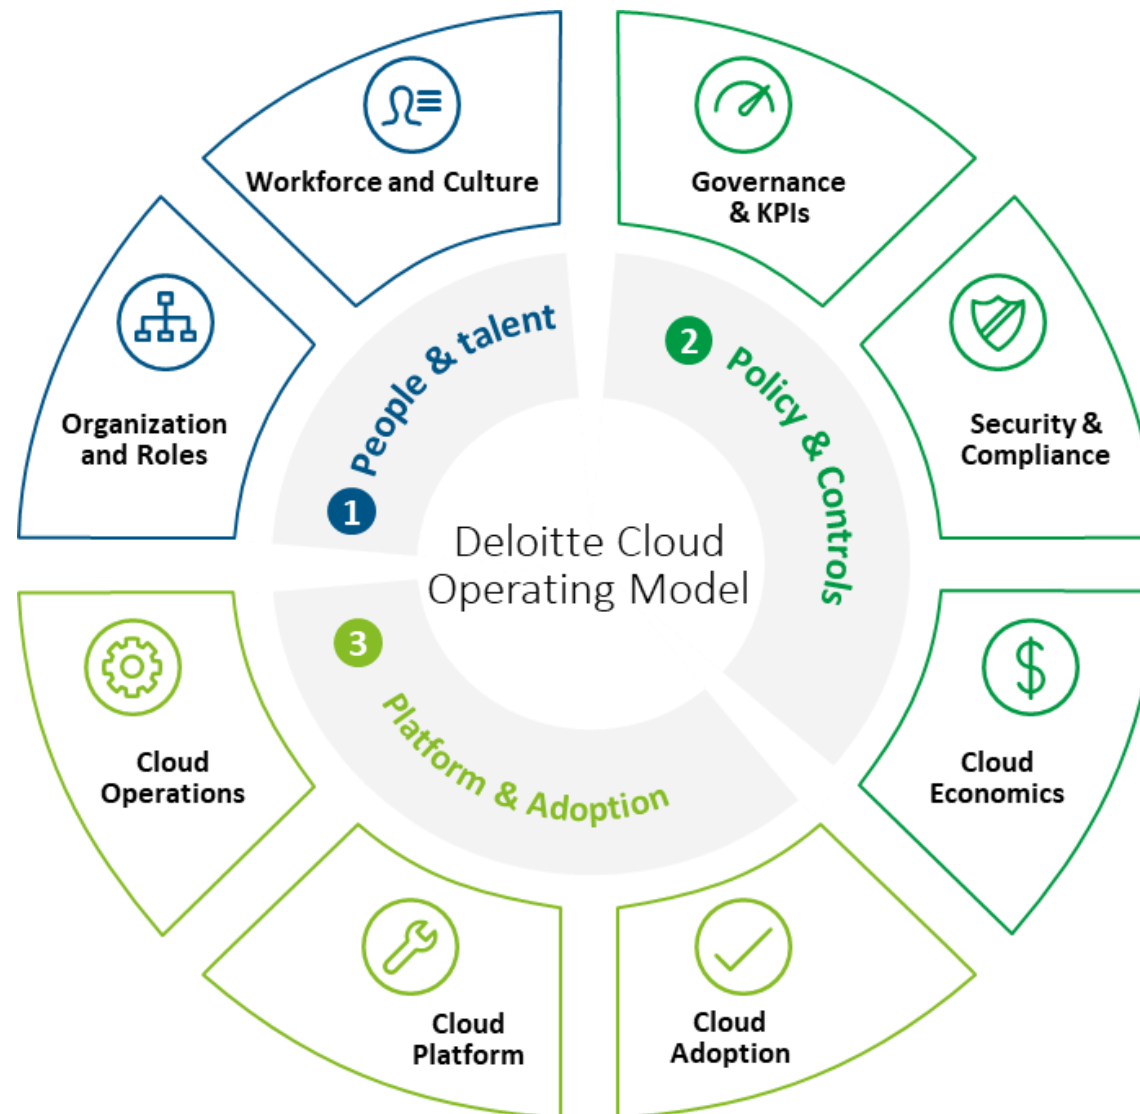 Workforce and Culture
Governance
& KPIs
Organization
and Roles
Security &
Compliance
1 People & talent
2 Policy & Controls
Deloitte Cloud
Operating Model
3 Platform & Adoption
Cloud
Operations
Cloud
Economics
Cloud
Platform
Cloud
Adoption